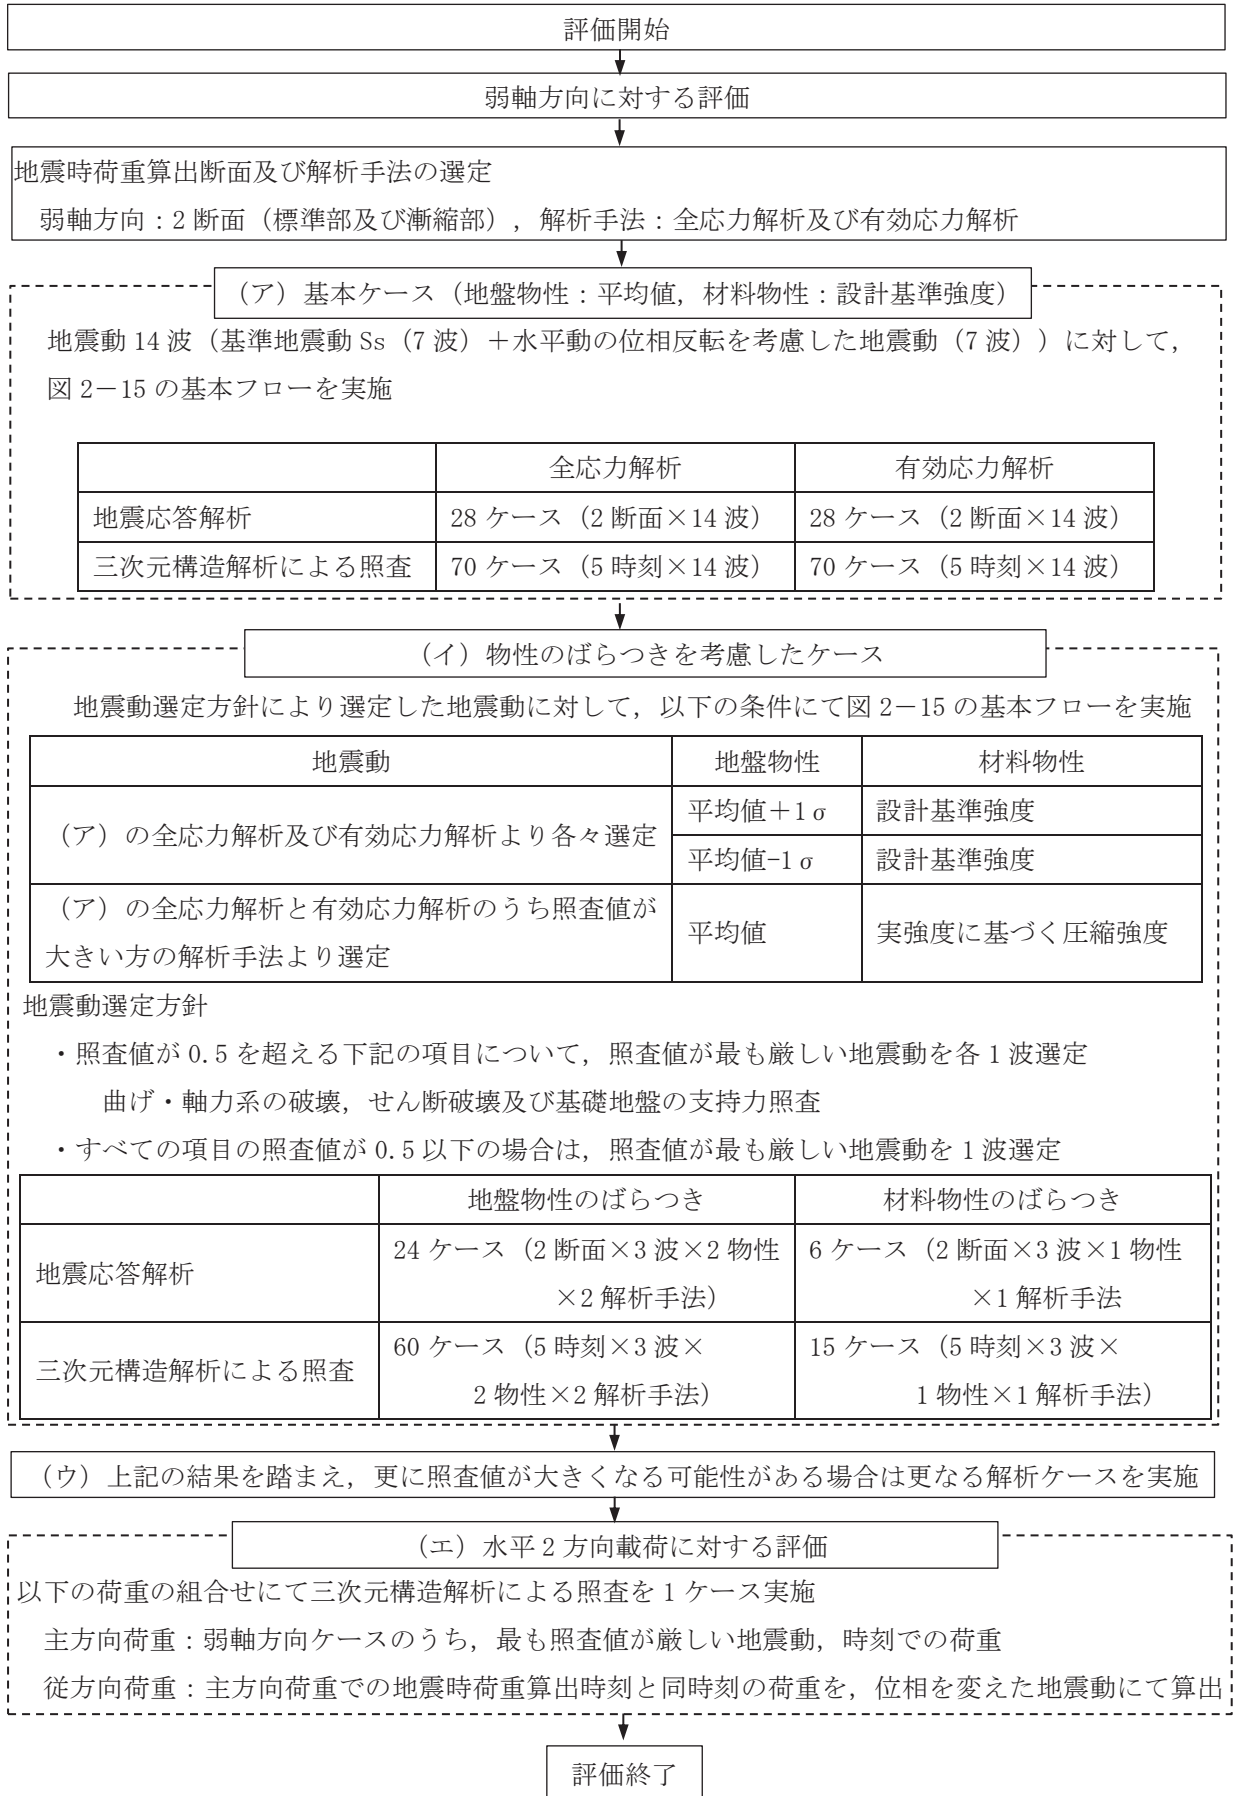 評価開始
弱軸方向に対する評価
地震時荷重算出断面及び解析手法の選定
弱軸方向：2断面（標準部及び漸縮部），解析手法：全応力解析及び有効応力解析
（ア）基本ケース（地盤物性：平均値，材料物性：設計基準強度）
地震動14波（基準地震動Ss（7波）＋水平動の位相反転を考慮した地震動（7波））に対して，
図2－15の基本フローを実施
全応力解析 有効応力解析
地震応答解析 28ケース（2断面×14波） 28ケース（2断面×14波）
三次元構造解析による照査 70ケース（5時刻×14波） 70ケース（5時刻×14波）
（イ）物性のばらつきを考慮したケース
地震動選定方針により選定した地震動に対して，以下の条件にて図2－15の基本フローを実施
地震動 地盤物性 材料物性
（ア）の全応力解析及び有効応力解析より各々選定 平均値＋1σ 設計基準強度
平均値-1σ 設計基準強度
（ア）の全応力解析と有効応力解析のうち照査値が
大きい方の解析手法より選定 平均値 実強度に基づく圧縮強度
地震動選定方針
・照査値が0.5を超える下記の項目について，照査値が最も厳しい地震動を各1波選定
曲げ・軸力系の破壊，せん断破壊及び基礎地盤の支持力照査
・すべての項目の照査値が0.5以下の場合は，照査値が最も厳しい地震動を1波選定
地盤物性のばらつき 材料物性のばらつき
地震応答解析 24ケース（2断面×3波×2物性 6ケース（2断面×3波×1物性
×2解析手法） ×1解析手法
三次元構造解析による照査 60ケース（5時刻×3波× 15ケース（5時刻×3波×
2物性×2解析手法） 1物性×1解析手法）
（ウ）上記の結果を踏まえ，更に照査値が大きくなる可能性がある場合は更なる解析ケースを実施
（エ）水平2方向載荷に対する評価
以下の荷重の組合せにて三次元構造解析による照査を1ケース実施
主方向荷重：弱軸方向ケースのうち，最も照査値が厳しい地震動，時刻での荷重
従方向荷重：主方向荷重での地震時荷重算出時刻と同時刻の荷重を，位相を変えた地震動にて算出
評価終了